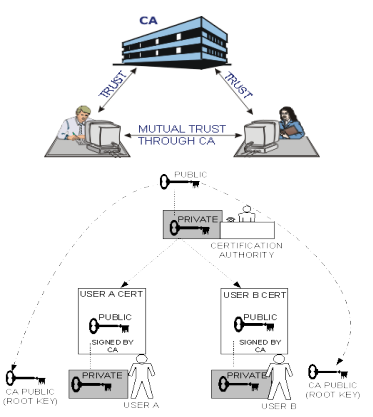 CA
TRUST
TRUST
MUTUAL TRUST
THROUGH CA
PUBLIC
PRIVATE
CERTIFICATION
AUTHORITY
USER A CERT
PUBLIC
SIGNED BY
CA
USER B CERT
PUBLIC
SIGNED BY
CA
PRIVATE
USER A
PRIVATE
USER B
CA PUBLIC
(ROOT KEY)
CA PUBLIC
(ROOT KEY)